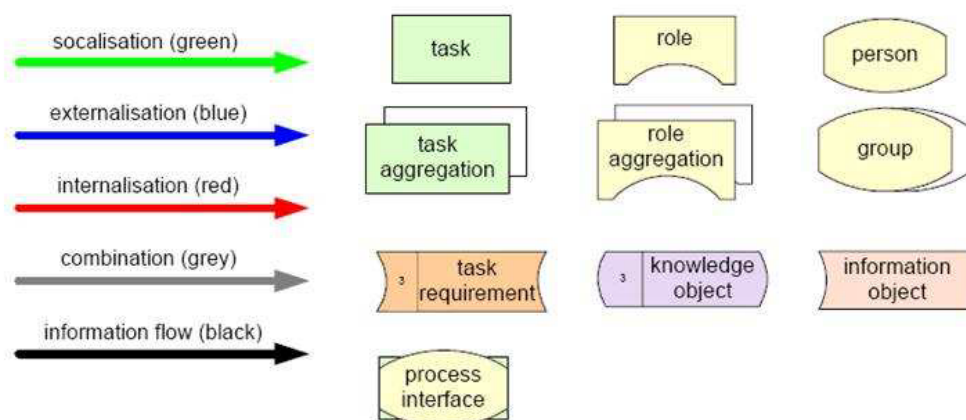 socalisation (green)
task
role
person
externalisation (blue)
task
aggregation
role
aggregation
group
internalisation (red)
combination (grey)
3
task
requirement
3
knowledge
object
information
object
information flow (black)
process
interface